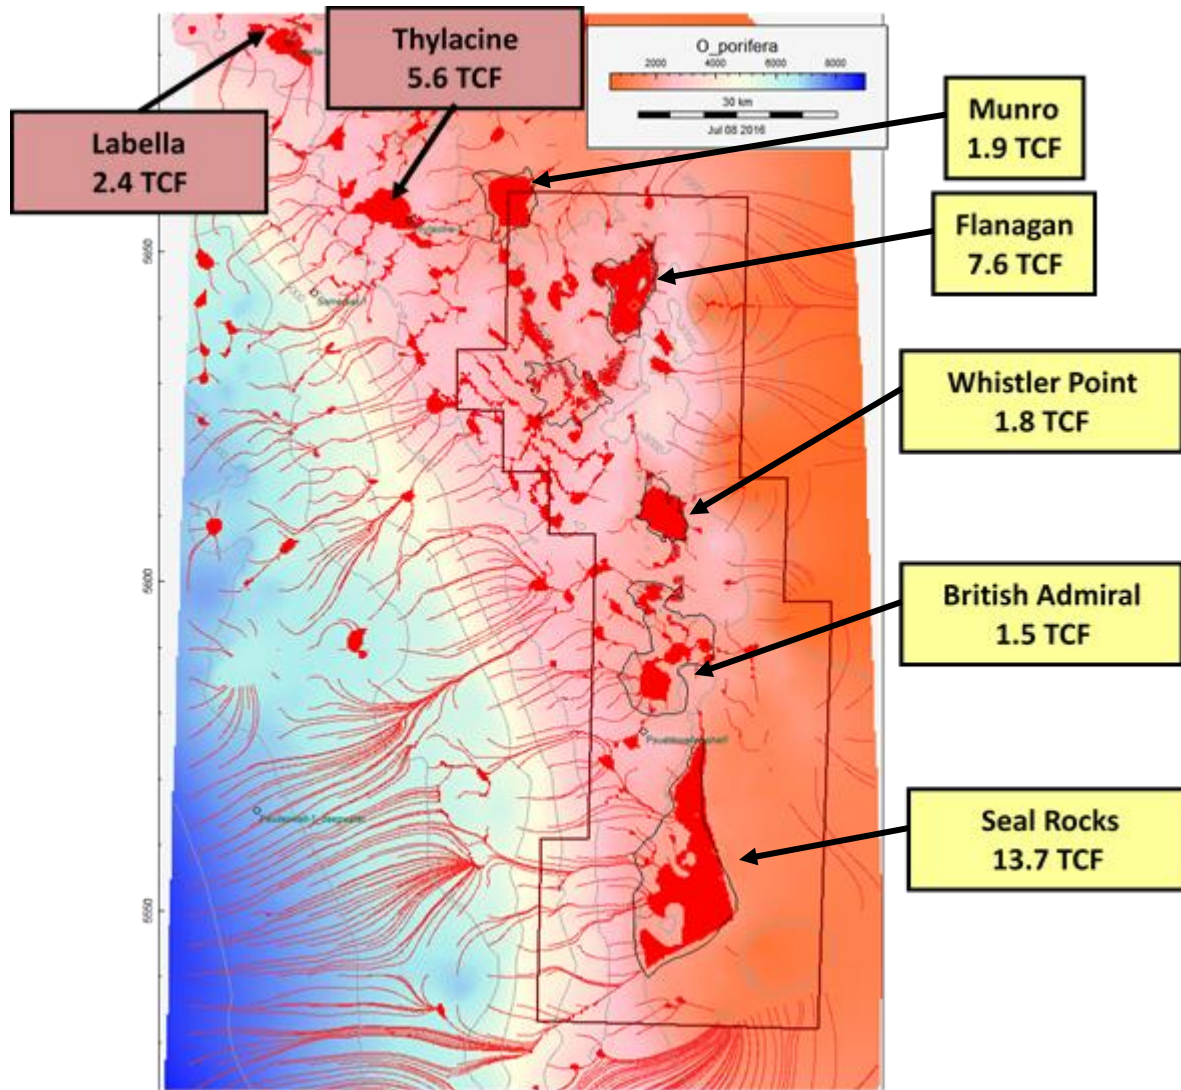 Thylacine
5.6 TCF
Labella
2.4 TCF
O_porifera
2000 4000 6000 8000
30 km
Jul 08 2016
Munro
1.9 TCF
Flanagan
7.6 TCF
Whistler Point
1.8 TCF
British Admiral
1.5 TCF
Seal Rocks
13.7 TCF
5650
5600
5550